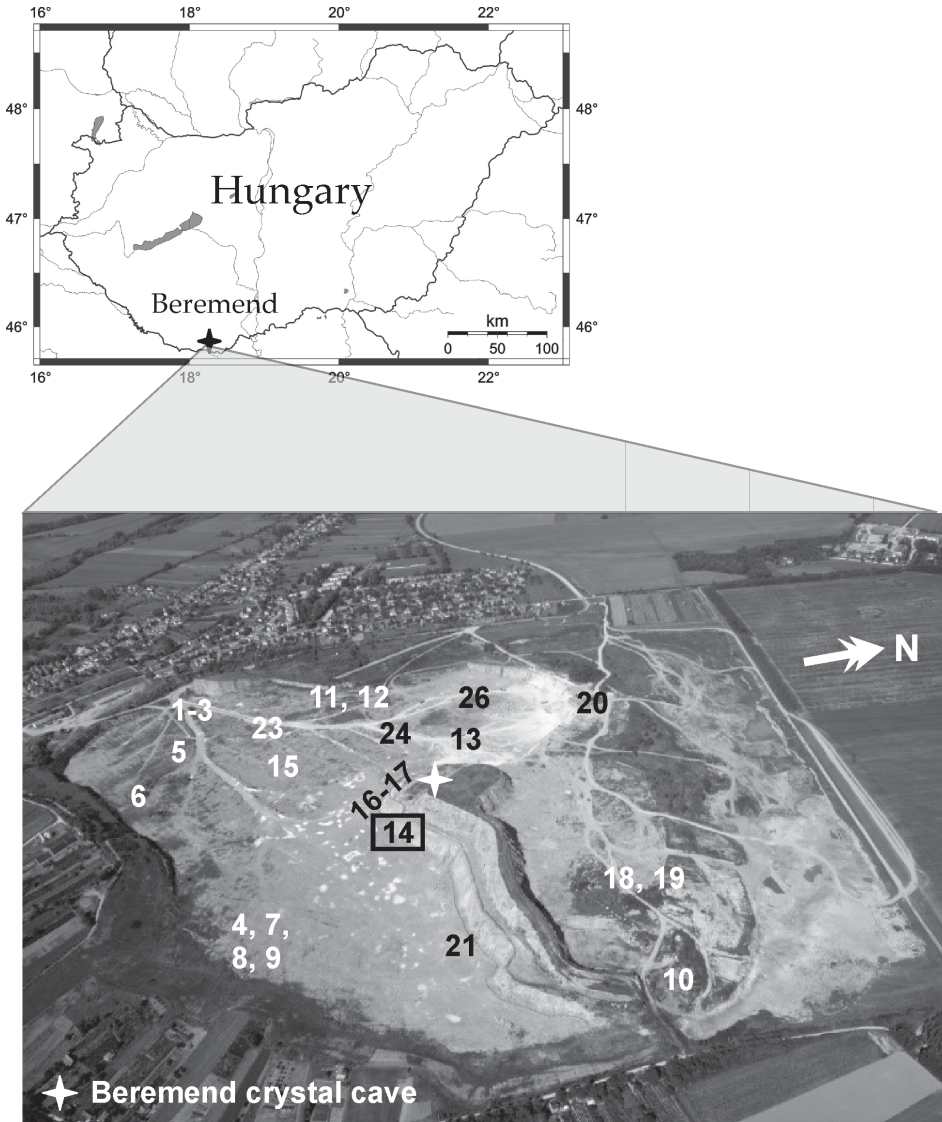 16° 18° 20° 22°
48° 48°
Hungary
47° 47°
Beremend
km
46° 46°
0 50 100
16° 18° 20° 22°
N
11, 12 26
1-3 20
23 24 13
5
15
6 16-17
14
18, 19
4, 7,
8, 9
21
10
Beremend crystal cave